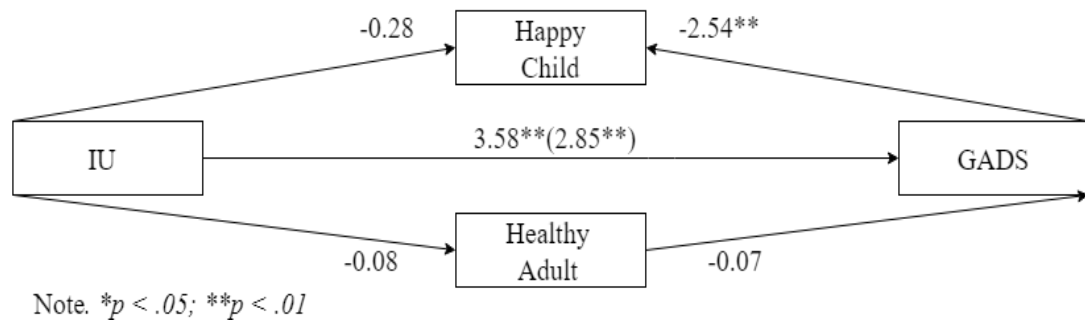 -0.28
Happy
Child
-2.54**
3.58**(2.85**)
IU
GADS
-0.08
Healthy
Adult
-0.07
Note. *p < .05; **p < .01